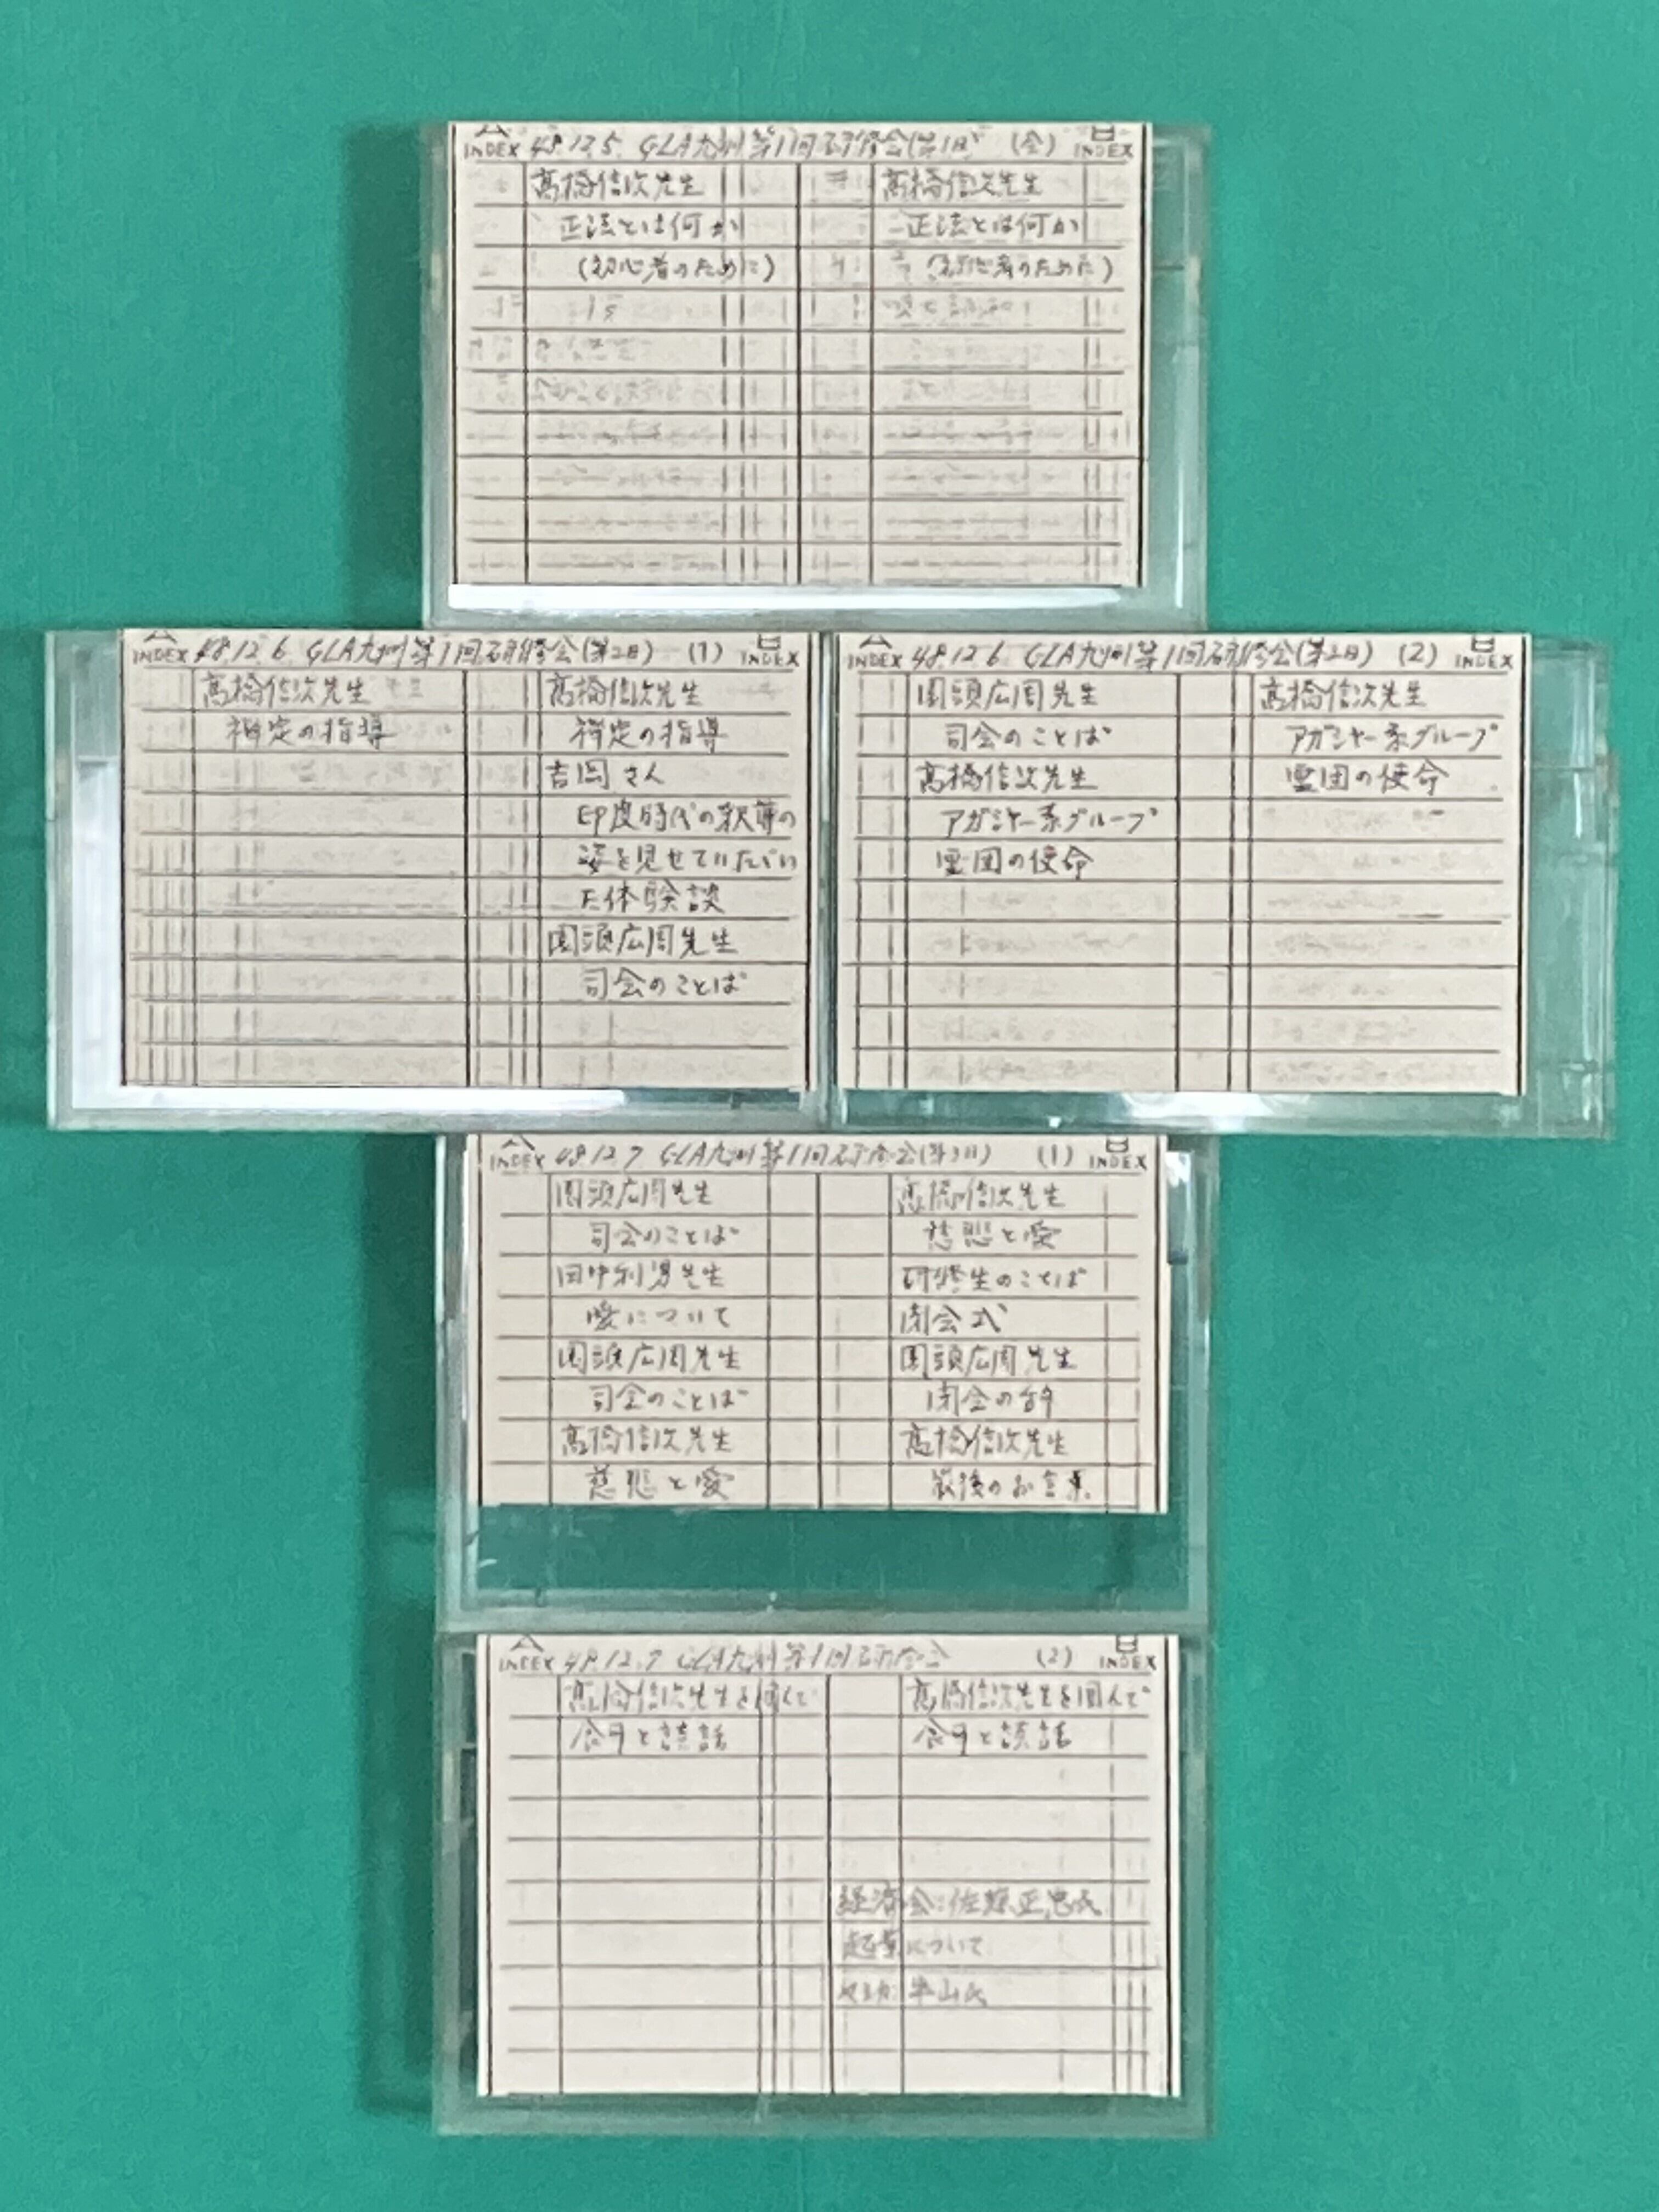 A INDEX 48.12.5. GLA九州第1回研修会(第1日) (全) B INDEX
高橋信次先生
正法とは何か
(初心者のために)
高橋信次先生
正法とは何か
(初心者のために)
A INDEX 48.12.6. GLA九州第1回研修会(第2日) (1) B INDEX
高橋信次先生
禅定の指導
高橋信次先生
禅定の指導
吉岡さん
印度時代の釈尊の
姿を見せていただい
た体験談
園頭広周先生
司会のことば
A INDEX 48.12.6 GLA九州第1回研修会(第2日) (2) B INDEX
園頭広周先生
司会のことば
高橋信次先生
アガシャー系グループ
霊団の使命
高橋信次先生
アガシャー系グループ
霊団の使命
A INDEX 48.12.7 GLA九州第1回研修会(第3日) (1) B INDEX
園頭広周先生
司会のことば
田中利男先生
愛について
園頭広周先生
司会のことば
高橋信次先生
慈悲と愛
高橋信次先生
慈悲と愛
研修生のことば
閉会式
園頭広周先生
閉会の辞
高橋信次先生
最後のお言葉
A INDEX 48.12.7 GLA九州第1回研修会 (2) B INDEX
高橋信次先生を囲んで
会員と談話
高橋信次先生を囲んで
会員と談話
経済会:佐藤正忠氏
起業について
半山氏